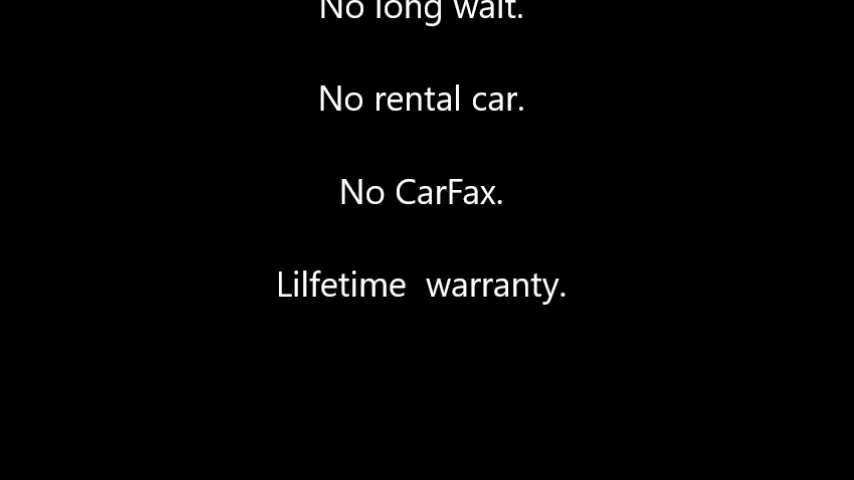 No long wait.
No rental car.
No CarFax.
Lilfetime  warranty.